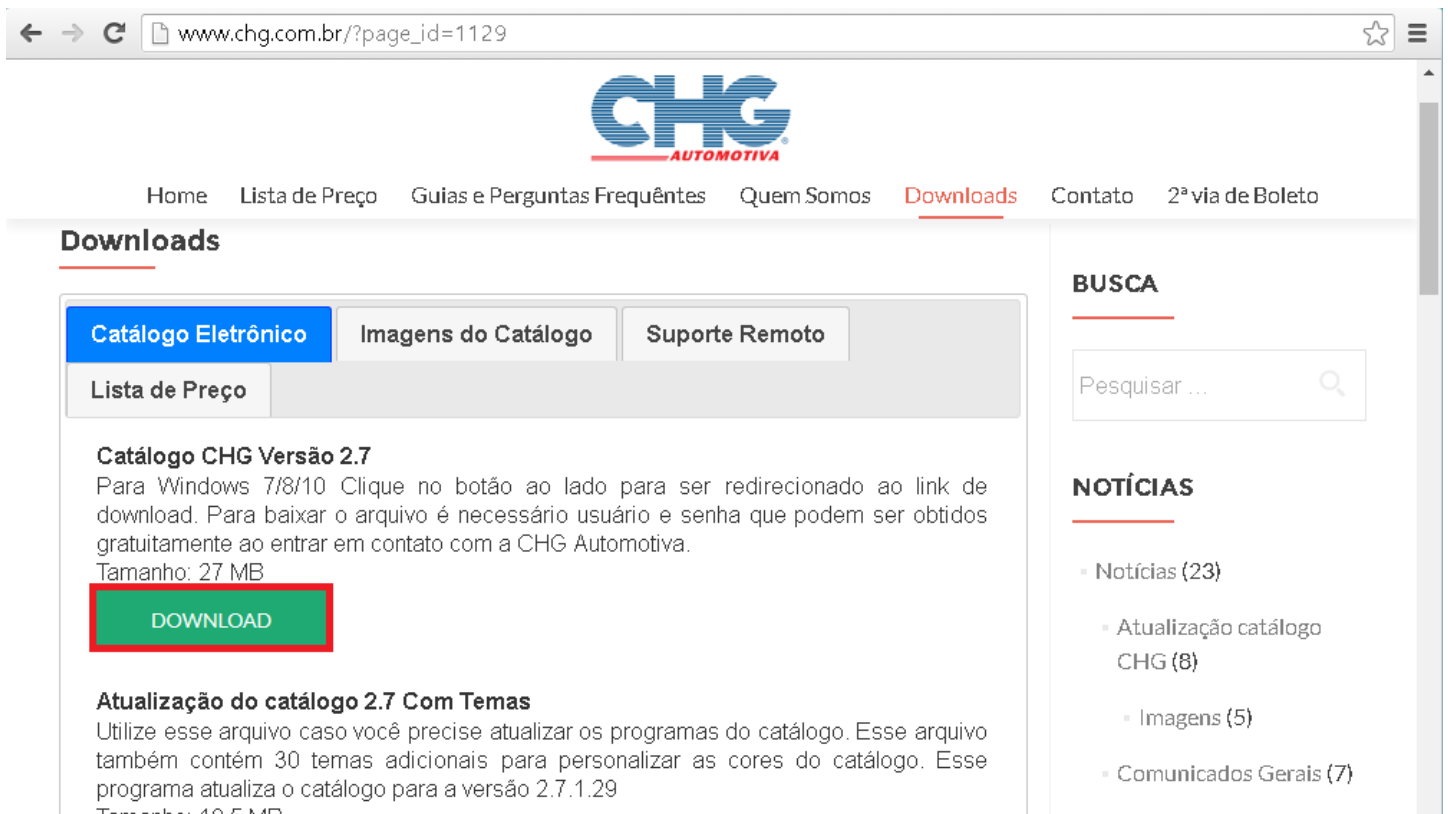 www.chg.com.br/?page_id=1129
CHG
AUTOMOTIVA
Home Lista de Preço Guias e Perguntas Frequêntes Quem Somos Downloads Contato 2ª via de Boleto
Downloads
Catálogo Eletrônico Imagens do Catálogo Suporte Remoto
Lista de Preço
Catálogo CHG Versão 2.7
Para Windows 7/8/10 Clique no botão ao lado para ser redirecionado ao link de
download. Para baixar o arquivo é necessário usuário e senha que podem ser obtidos
gratuitamente ao entrar em contato com a CHG Automotiva.
Tamanho: 27 MB
DOWNLOAD
Atualização do catálogo 2.7 Com Temas
Utilize esse arquivo caso você precise atualizar os programas do catálogo. Esse arquivo
também contém 30 temas adicionais para personalizar as cores do catálogo. Esse
programa atualiza o catálogo para a versão 2.7.1.29
BUSCA
Pesquisar ...
NOTÍCIAS
Notícias (23)
Atualização catálogo
CHG (8)
Imagens (5)
Comunicados Gerais (7)